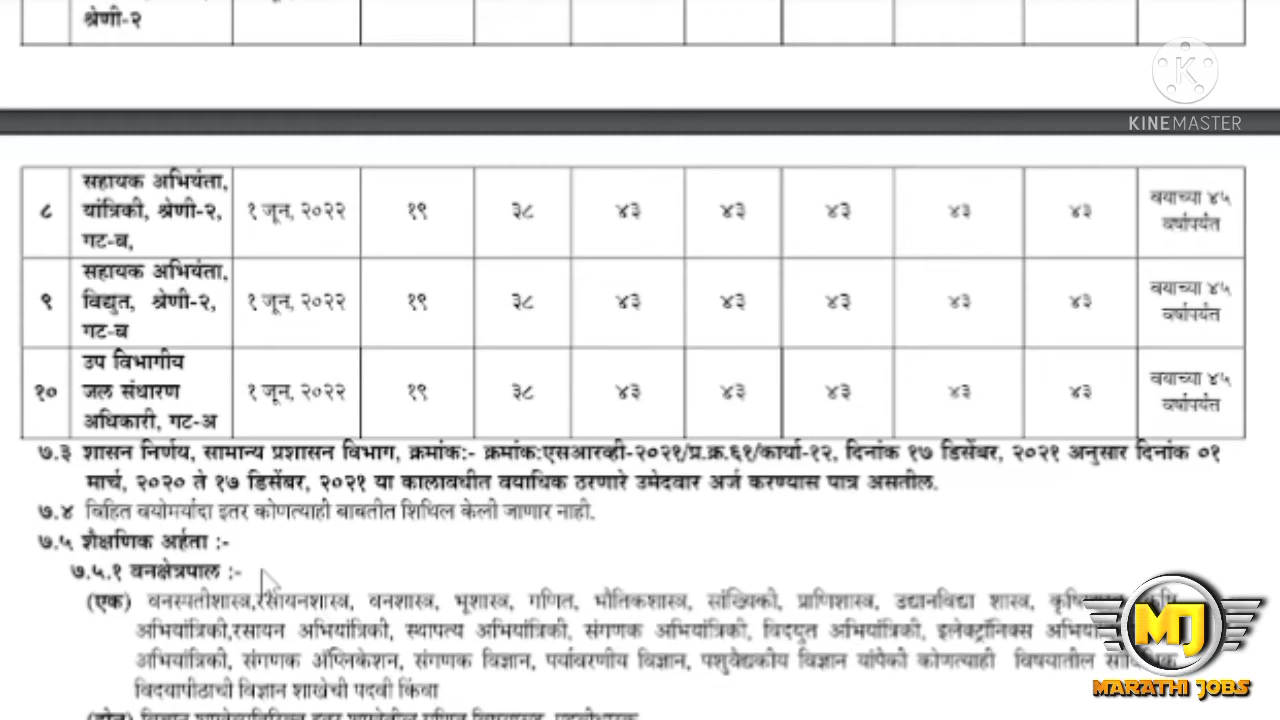 श्रेणी-२
KINEMASTER
८ सहायक अभियंता, यांत्रिकी, श्रेणी-२, गट-ब, १ जून, २०२२ १९ ३८ ४३ ४३ ४३ ४३ ४३ वयाच्या ४५ वर्षापर्यंत
९ सहायक अभियंता, विद्युत, श्रेणी-२, गट-ब १ जून, २०२२ १९ ३८ ४३ ४३ ४३ ४३ ४३ वयाच्या ४५ वर्षापर्यंत
१० उप विभागीय जल संधारण अधिकारी, गट-अ १ जून, २०२२ १९ ३८ ४३ ४३ ४३ ४३ ४३ वयाच्या ४५ वर्षापर्यंत
७.३ शासन निर्णय, सामान्य प्रशासन विभाग, क्रमांक:- क्रमांक:एसआरव्ही-२०२१/प्र.क्र.६१/कार्या-१२, दिनांक १७ डिसेंबर, २०२१ अनुसार दिनांक ०१
मार्च, २०२० ते १७ डिसेंबर, २०२१ या कालावधीत वयाधिक ठरणारे उमेदवार अर्ज करण्यास पात्र असतील.
७.४ विहित वयोमर्यादा इतर कोणत्याही बाबतीत शिथिल केली जाणार नाही.
७.५ शैक्षणिक अर्हता :-
७.५.१ वनक्षेत्रपाल :-
(एक) वनस्पतीशास्त्र,रसायनशास्त्र, वनशास्त्र, भूशास्त्र, गणित, भौतिकशास्त्र, सांख्यिकी, प्राणिशास्त्र, उद्यानविद्या शास्त्र,
अभियांत्रिकी,रसायन अभियांत्रिकी, स्थापत्य अभियांत्रिकी, संगणक अभियांत्रिकी, विदयुत अभियांत्रिकी, इलेक्ट्रॉनिक्स
अभियांत्रिकी, संगणक ॲप्लिकेशन, संगणक विज्ञान, पर्यावरणीय विज्ञान, पशुवैद्यकीय विज्ञान यांपैकी कोणत्याही विषयातील
विदयापीठाची विज्ञान शाखेची पदवी किंवा
MJ
MARATHI JOBS